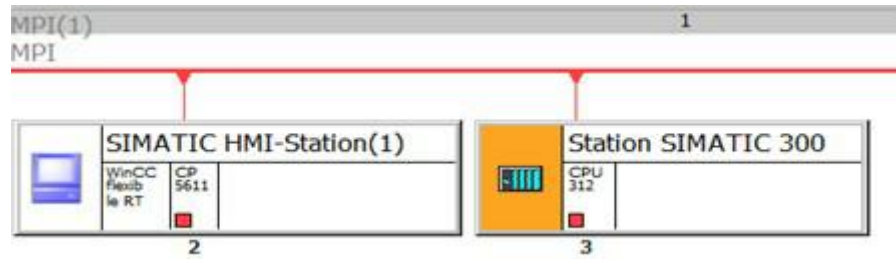 MPI(1)
1
MPI
SIMATIC HMI-Station(1)
WinCC
flexib
le RT
CP
5611
2
Station SIMATIC 300
CPU
312
3